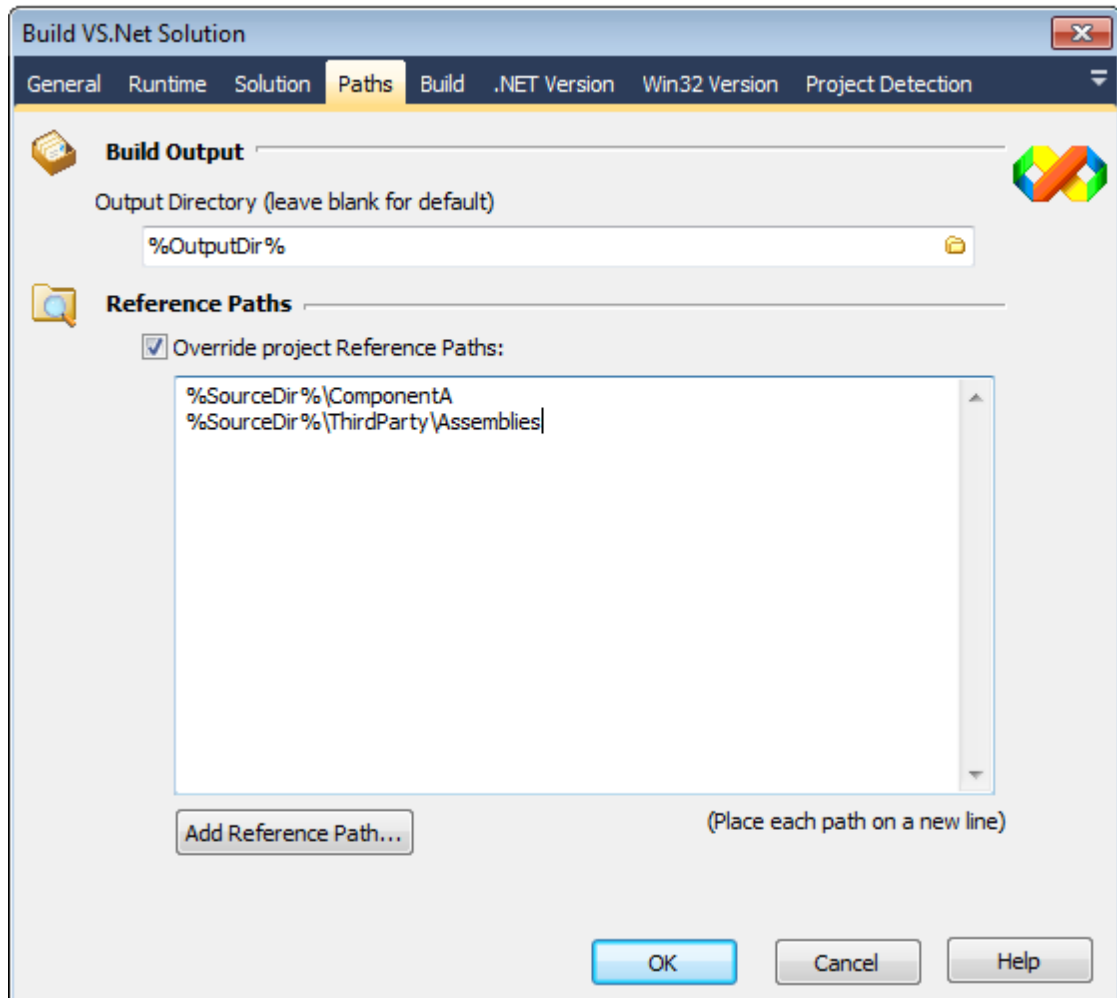 Build VS.Net Solution
General Runtime Solution Paths Build .NET Version Win32 Version Project Detection
Build Output
Output Directory (leave blank for default)
%OutputDir%
Reference Paths
Override project Reference Paths:
%SourceDir%\ComponentA
%SourceDir%\ThirdParty\Assemblies
Add Reference Path...
(Place each path on a new line)
OK Cancel Help